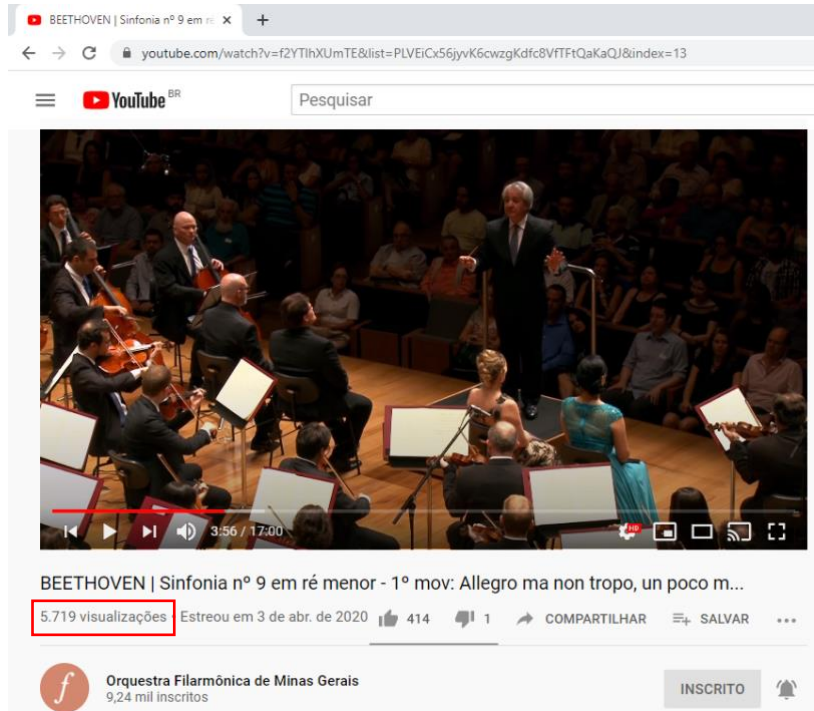 BEETHOVEN | Sinfonia nº 9 em ré
youtube.com/watch?v=f2YTlhXUmTE&list=PLVEiCx56jyvK6cwzgKdfc8VfTFtQaKaQJ&index=13
YouTube BR
Pesquisar
3:56 / 17:00
HD
BEETHOVEN | Sinfonia nº 9 em ré menor - 1º mov: Allegro ma non tropo, un poco m...
5.719 visualizações • Estreou em 3 de abr. de 2020 414 1 COMPARTILHAR SALVAR ...
f
Orquestra Filarmônica de Minas Gerais
9,24 mil inscritos
INSCRITO